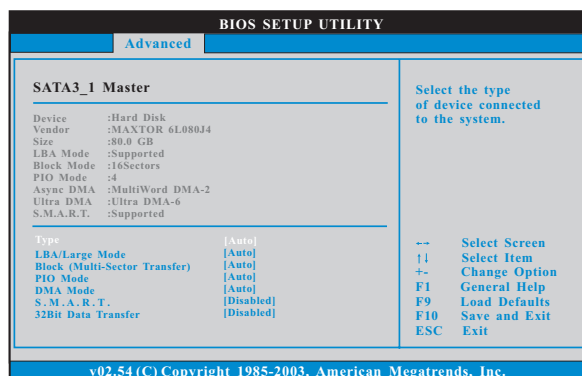 BIOS SETUP UTILITY
Advanced
SATA3_1 Master
Device :Hard Disk
Vendor :MAXTOR 6L080J4
Size :80.0 GB
LBA Mode :Supported
Block Mode :16Sectors
PIO Mode :4
Async DMA :MultiWord DMA-2
Ultra DMA :Ultra DMA-6
S.M.A.R.T. :Supported
Type [Auto]
LBA/Large Mode [Auto]
Block (Multi-Sector Transfer) [Auto]
PIO Mode [Auto]
DMA Mode [Auto]
S.M.A.R.T. [Disabled]
32Bit Data Transfer [Disabled]
Select the type
of device connected
to the system.
←→ Select Screen
↑↓ Select Item
+- Change Option
F1 General Help
F9 Load Defaults
F10 Save and Exit
ESC Exit
v02.54 (C) Copyright 1985-2003, American Megatrends, Inc.